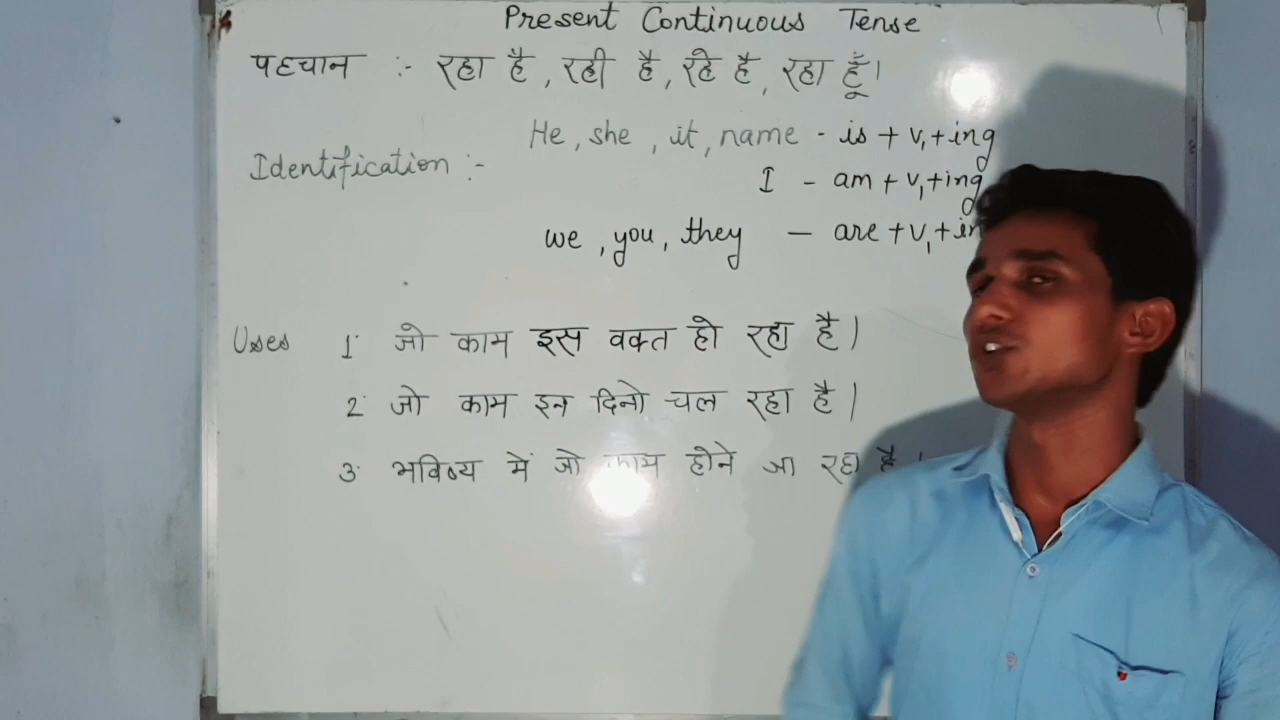 Present Continuous Tense
पहचान :- रहा है, रही है, रहे है, रहा हूँ।
He, she, it, name - is + v₁+ing
Identification :-
I - am + v₁+ing
we, you, they — are + v₁+in
Uses 1. जो काम इस वक्त हो रहा है।
2. जो काम इन दिनो चल रहा है।
3. भविष्य में जो काम होने जा रहा है।